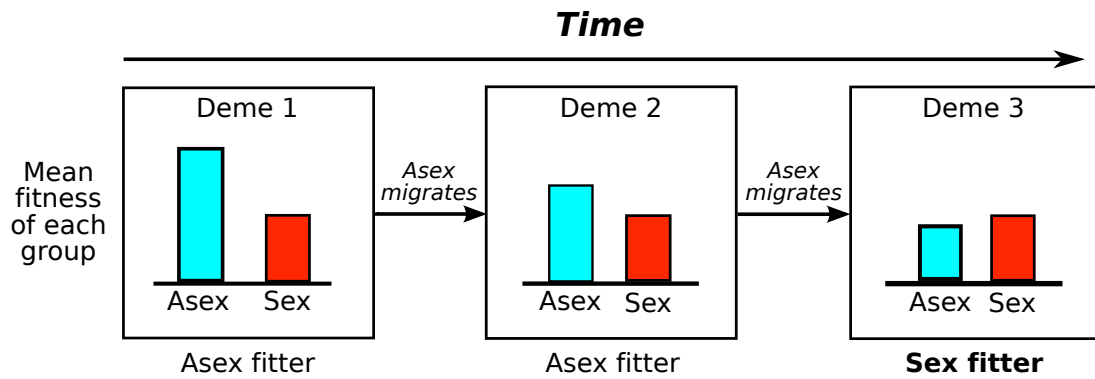 Time
Deme 1
Deme 2
Deme 3
Mean
fitness
of each
group
Asex
migrates
Asex
migrates
Asex Sex
Asex Sex
Asex Sex
Asex fitter
Asex fitter
Sex fitter